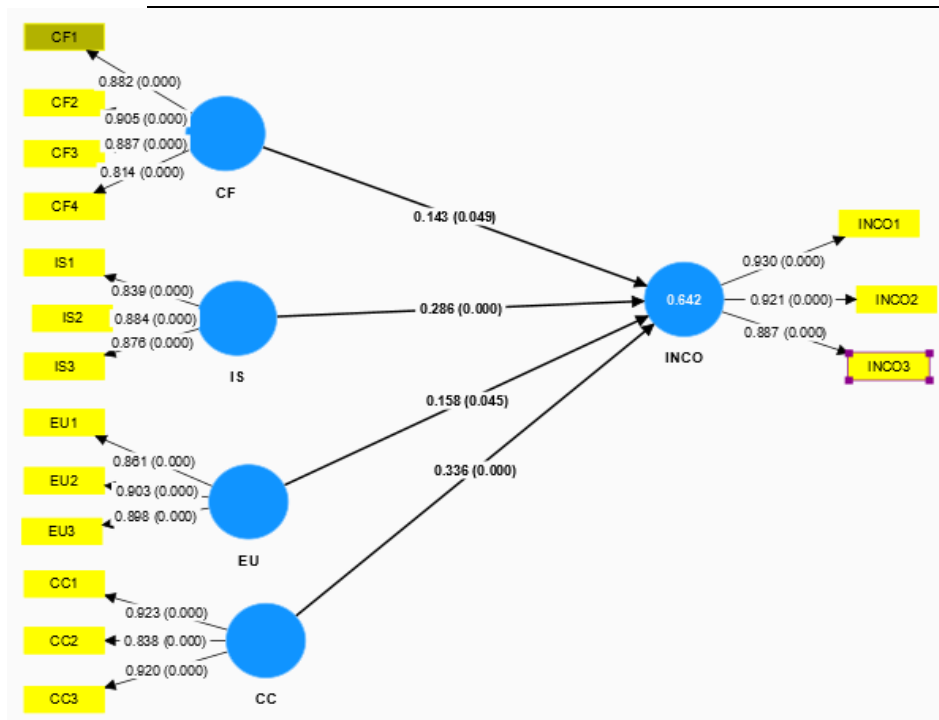 CF1
0.882 (0.000)
CF2
0.905 (0.000)
CF3
0.887 (0.000)
0.814 (0.000)
CF4
CF
0.143 (0.049)
IS1
0.839 (0.000)
IS2
0.884 (0.000)
0.876 (0.000)
IS3
IS
0.286 (0.000)
0.642
INCO
INCO1
0.930 (0.000)
0.921 (0.000)
INCO2
0.887 (0.000)
INCO3
EU1
0.861 (0.000)
EU2
0.903 (0.000)
0.898 (0.000)
EU3
EU
0.158 (0.045)
0.336 (0.000)
CC1
0.923 (0.000)
CC2
0.838 (0.000)
0.920 (0.000)
CC3
CC